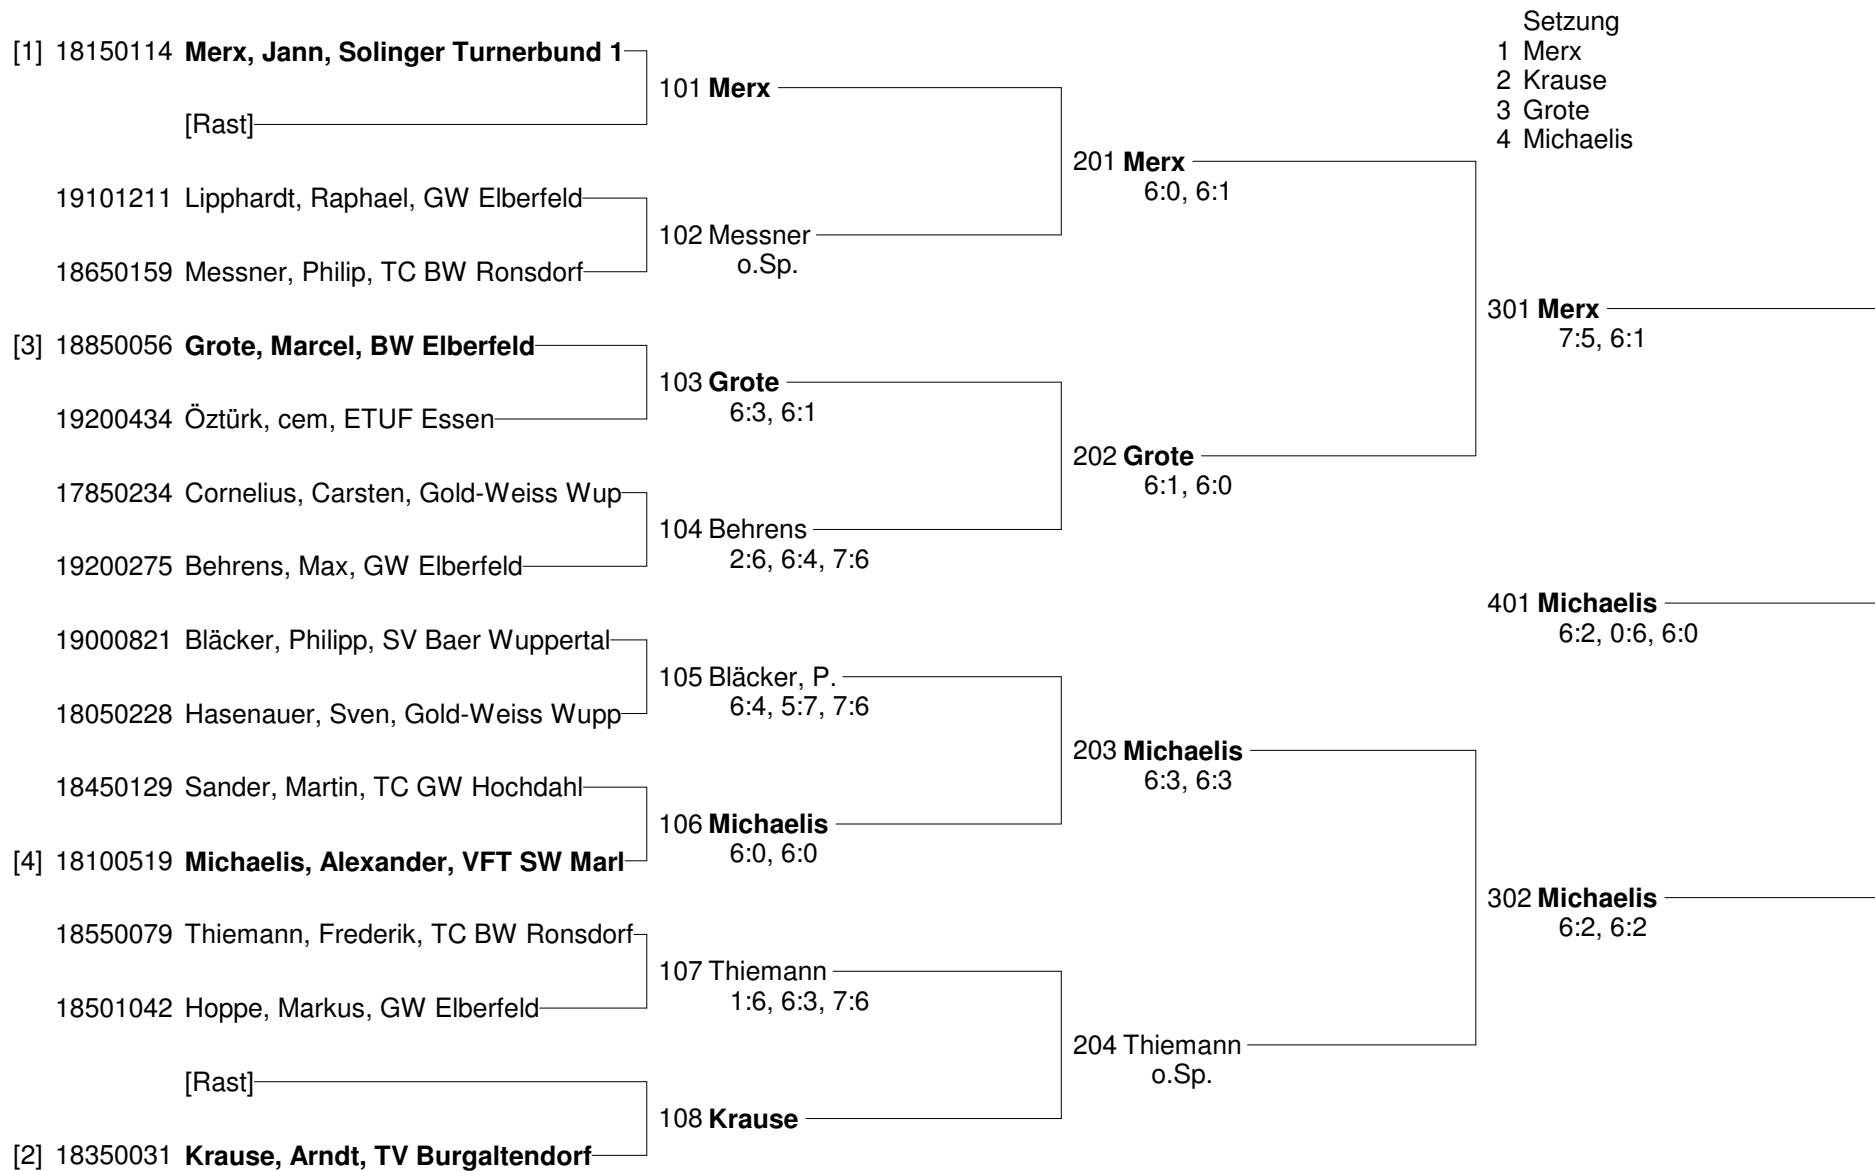 Setzung
1 Merx
2 Krause
3 Grote
4 Michaelis
[1] 18150114 Merx, Jann, Solinger Turnerbund 1
[Rast]
19101211 Lipphardt, Raphael, GW Elberfeld
18650159 Messner, Philip, TC BW Ronsdorf
[3] 18850056 Grote, Marcel, BW Elberfeld
19200434 Öztürk, cem, ETUF Essen
17850234 Cornelius, Carsten, Gold-Weiss Wup
19200275 Behrens, Max, GW Elberfeld
19000821 Bläcker, Philipp, SV Baer Wuppertal
18050228 Hasenauer, Sven, Gold-Weiss Wupp
18450129 Sander, Martin, TC GW Hochdahl
[4] 18100519 Michaelis, Alexander, VFT SW Marl
18550079 Thiemann, Frederik, TC BW Ronsdorf
18501042 Hoppe, Markus, GW Elberfeld
[Rast]
[2] 18350031 Krause, Arndt, TV Burgaltendorf
101 Merx
102 Messner
o.Sp.
103 Grote
6:3, 6:1
104 Behrens
2:6, 6:4, 7:6
105 Bläcker, P.
6:4, 5:7, 7:6
106 Michaelis
6:0, 6:0
107 Thiemann
1:6, 6:3, 7:6
108 Krause
201 Merx
6:0, 6:1
202 Grote
6:1, 6:0
203 Michaelis
6:3, 6:3
204 Thiemann
o.Sp.
301 Merx
7:5, 6:1
401 Michaelis
6:2, 0:6, 6:0
302 Michaelis
6:2, 6:2